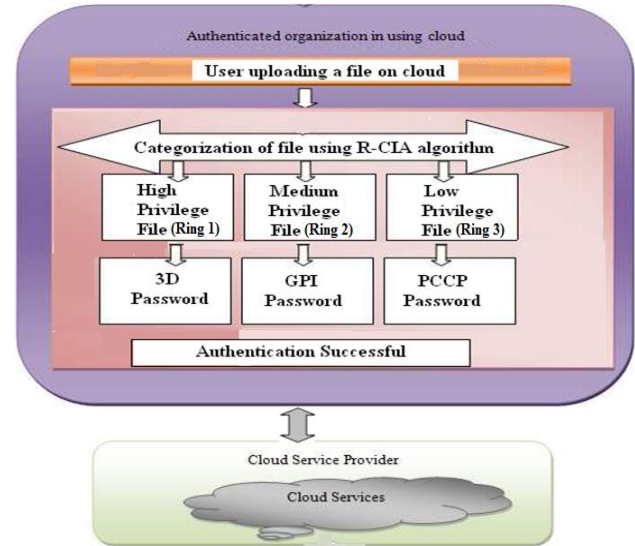 Authenticated organization in using cloud
User uploading a file on cloud
Categorization of file using R-CIA algorithm
High
Privilege
File (Ring 1)
Medium
Privilege
File (Ring 2)
Low
Privilege
File (Ring 3)
3D
Password
GPI
Password
PCCP
Password
Authentication Successful
Cloud Service Provider
Cloud Services